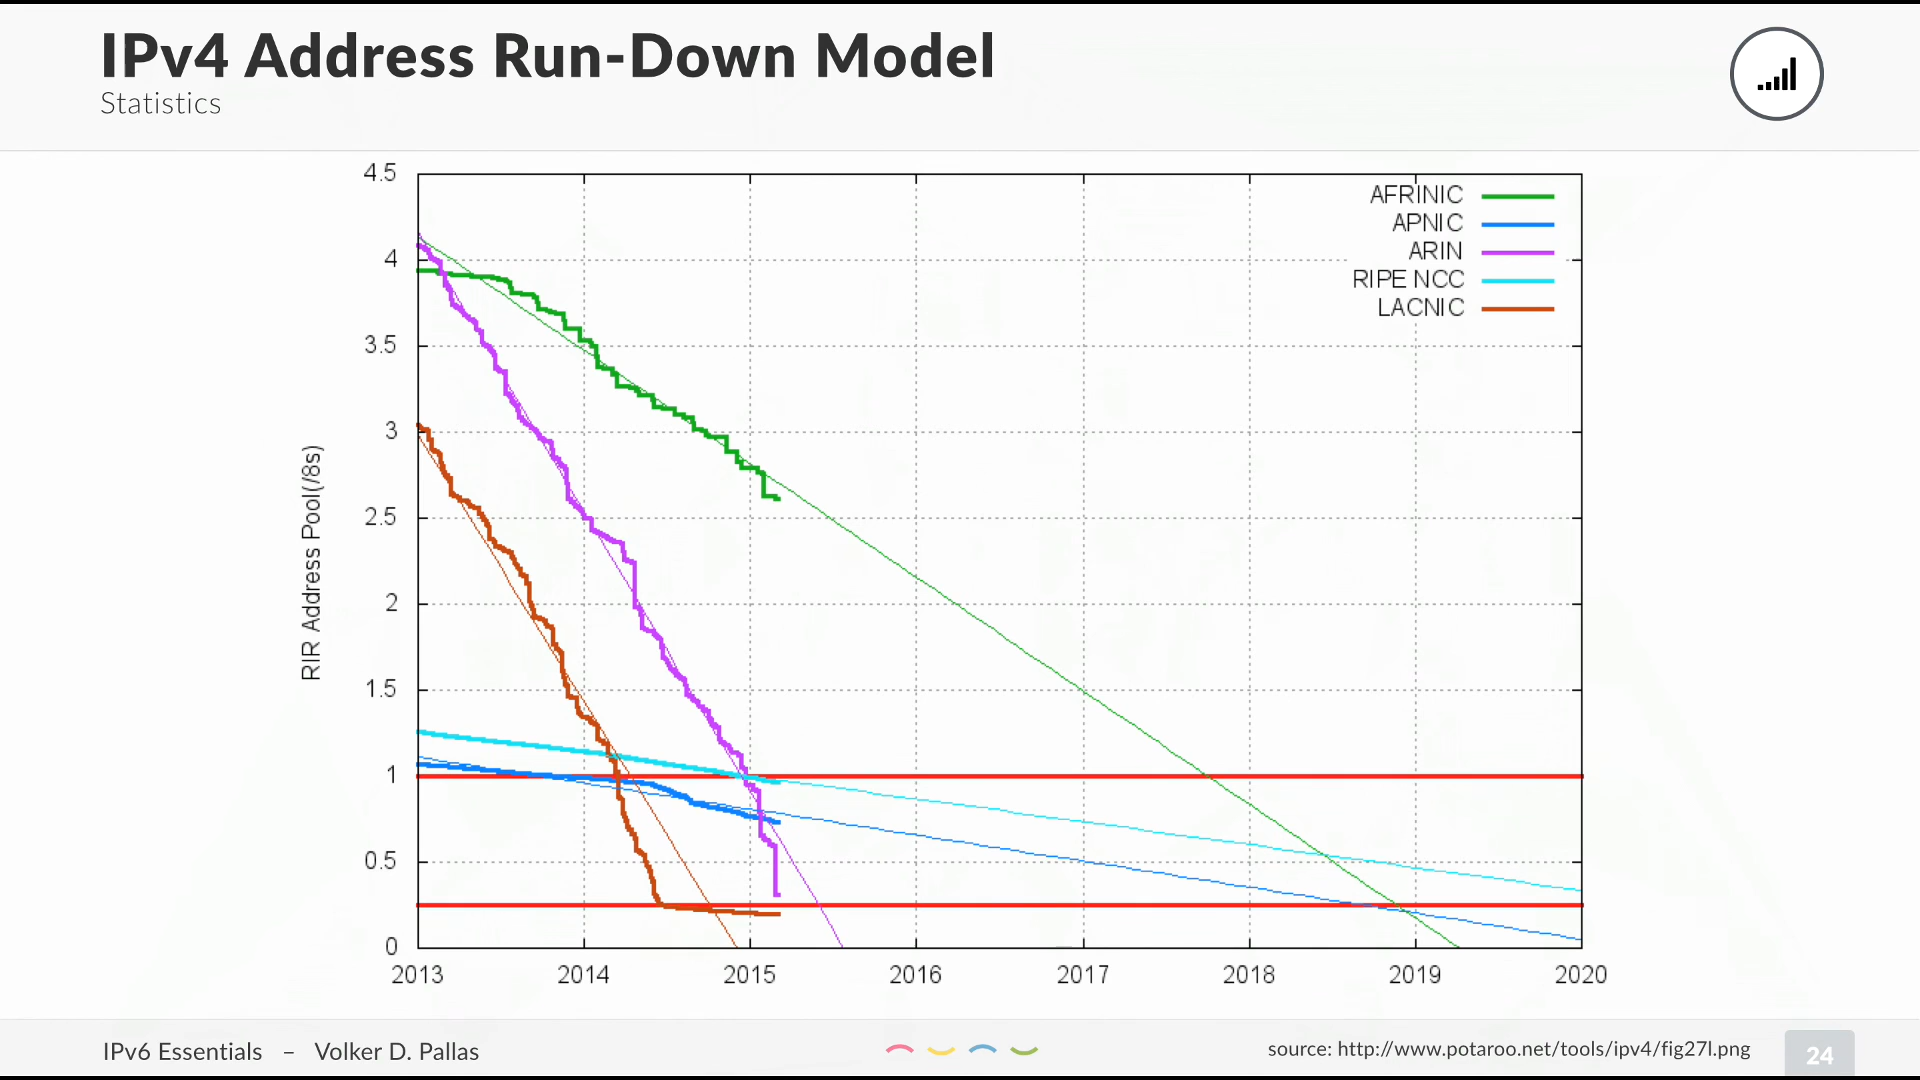 IPv4 Address Run-Down Model
Statistics
4.5
4
3.5
3
2.5
2
1.5
1
0.5
0
RIR Address Pool(/8s)
AFRINIC
APNIC
ARIN
RIPE NCC
LACNIC
2013 2014 2015 2016 2017 2018 2019 2020
IPv6 Essentials – Volker D. Pallas
source: http://www.potaroo.net/tools/ipv4/fig27l.png
24